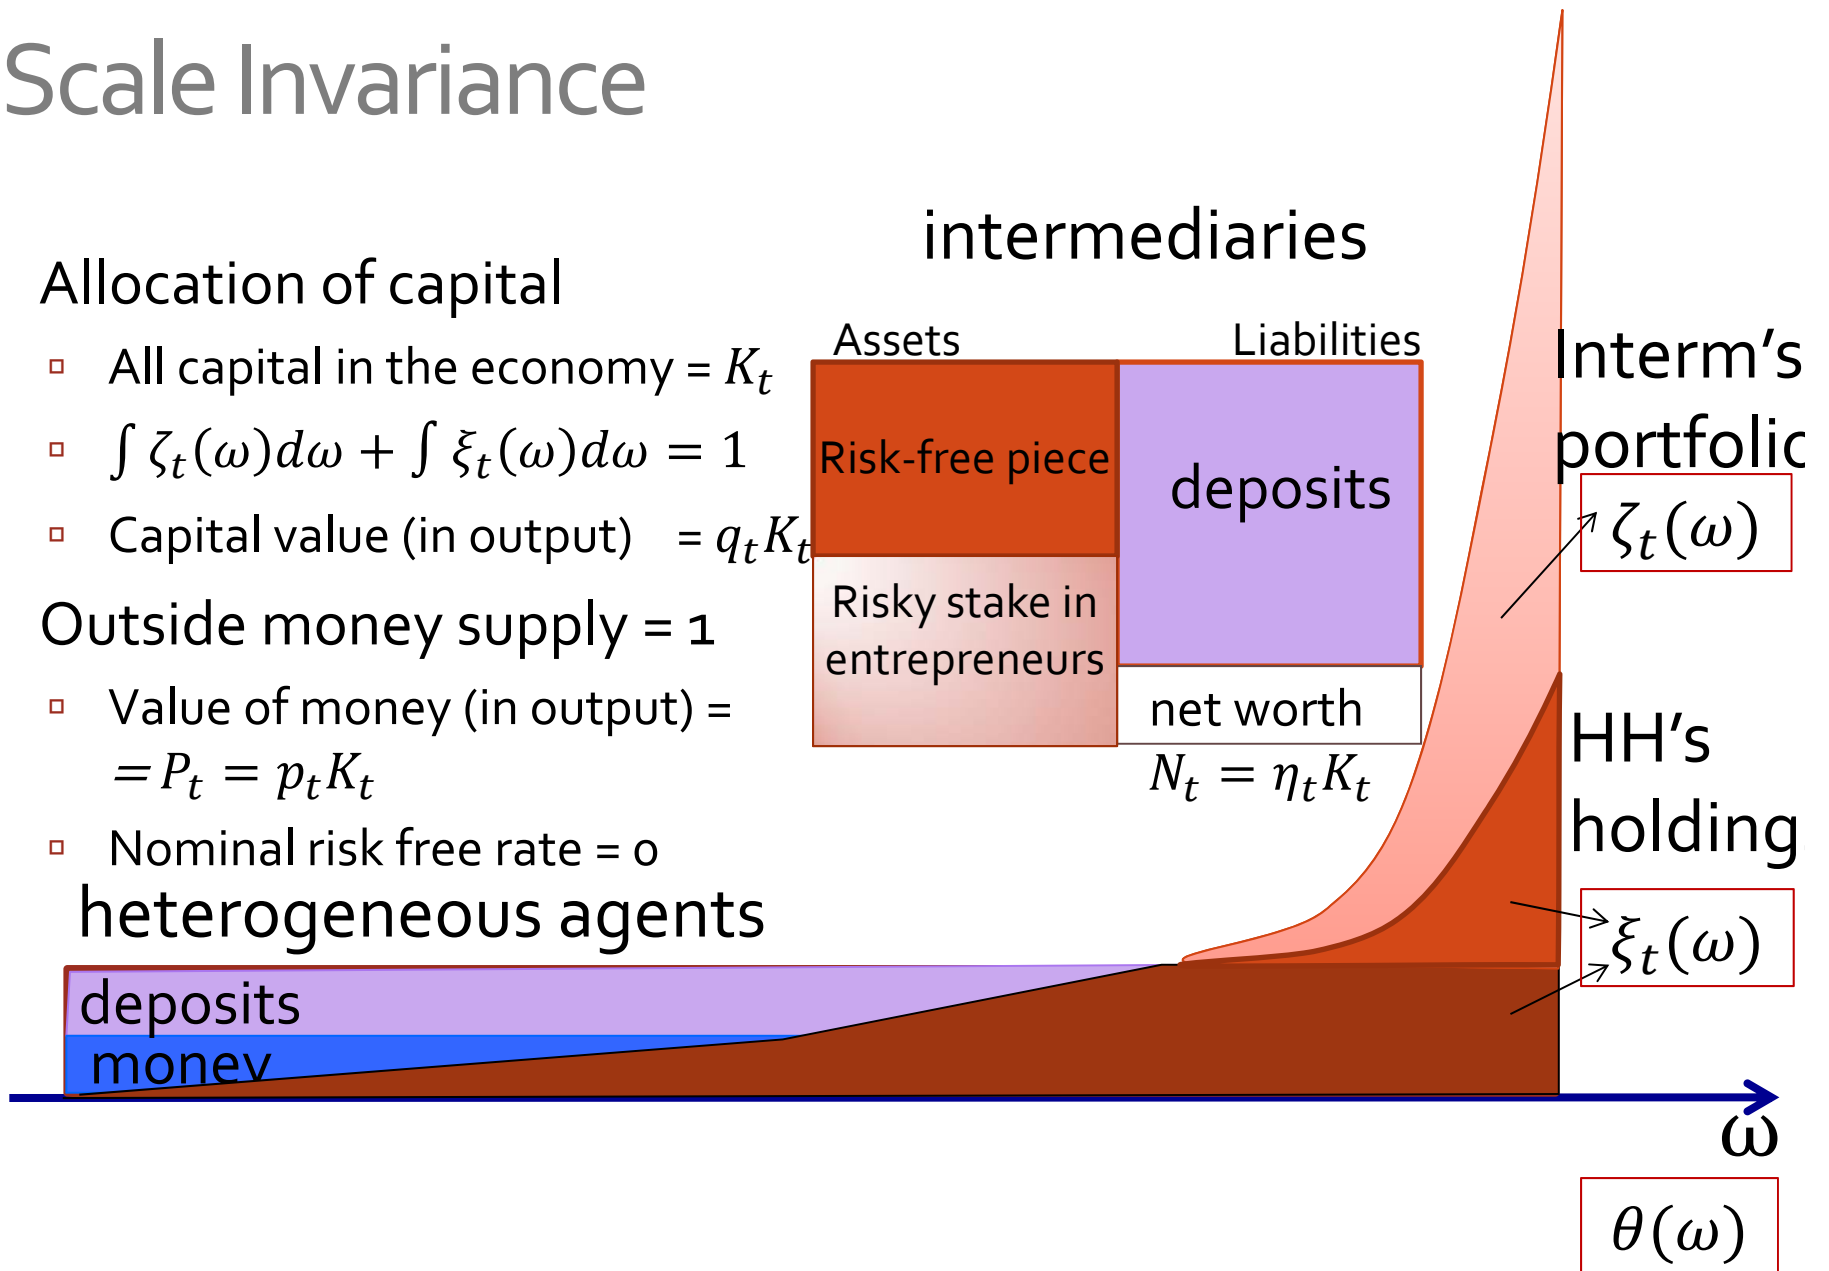 Scale Invariance
Allocation of capital
▫ All capital in the economy = K_t
▫ ∫ ζ_t(ω)dω + ∫ ξ_t(ω)dω = 1
▫ Capital value (in output) = q_t K_t
Outside money supply = 1
▫ Value of money (in output) =
= P_t = p_t K_t
▫ Nominal risk free rate = 0
intermediaries
Assets Liabilities
Risk-free piece
deposits
Risky stake in
entrepreneurs
net worth
N_t = η_t K_t
Interm's
portfolio
ζ_t(ω)
HH's
holding
ξ_t(ω)
heterogeneous agents
deposits
money
ω
θ(ω)